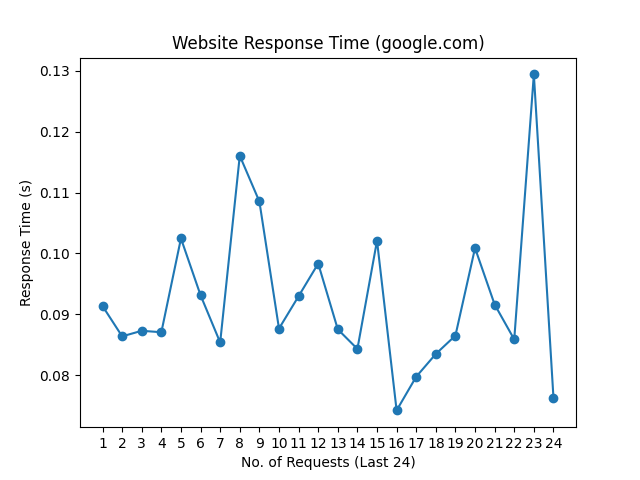 Website Response Time (google.com)
0.13
0.12
0.11
0.10
0.09
0.08
Response Time (s)
1 2 3 4 5 6 7 8 9 10 11 12 13 14 15 16 17 18 19 20 21 22 23 24
No. of Requests (Last 24)